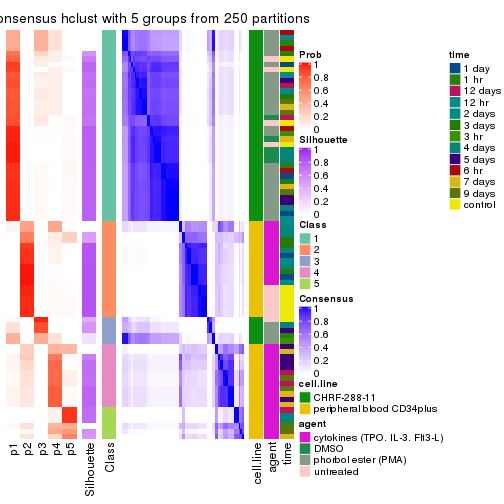 onsensus hclust with 5 groups from 250 partitions
Prob
1
0.8
0.6
0.4
0.2
0
Silhouette
1
0.8
0.6
0.4
0.2
0
Class
1
2
3
4
5
Consensus
1
0.8
0.6
0.4
0.2
0
cell.line
CHRF-288-11
peripheral blood CD34plus
agent
cytokines (TPO. IL-3. Flt3-L)
DMSO
phorbol ester (PMA)
untreated
time
1 day
1 hr
12 days
12 hr
2 days
3 days
3 hr
4 days
5 days
6 hr
7 days
9 days
control
p1
p2
p3
p4
p5
Silhouette
Class
cell.line
agent
time